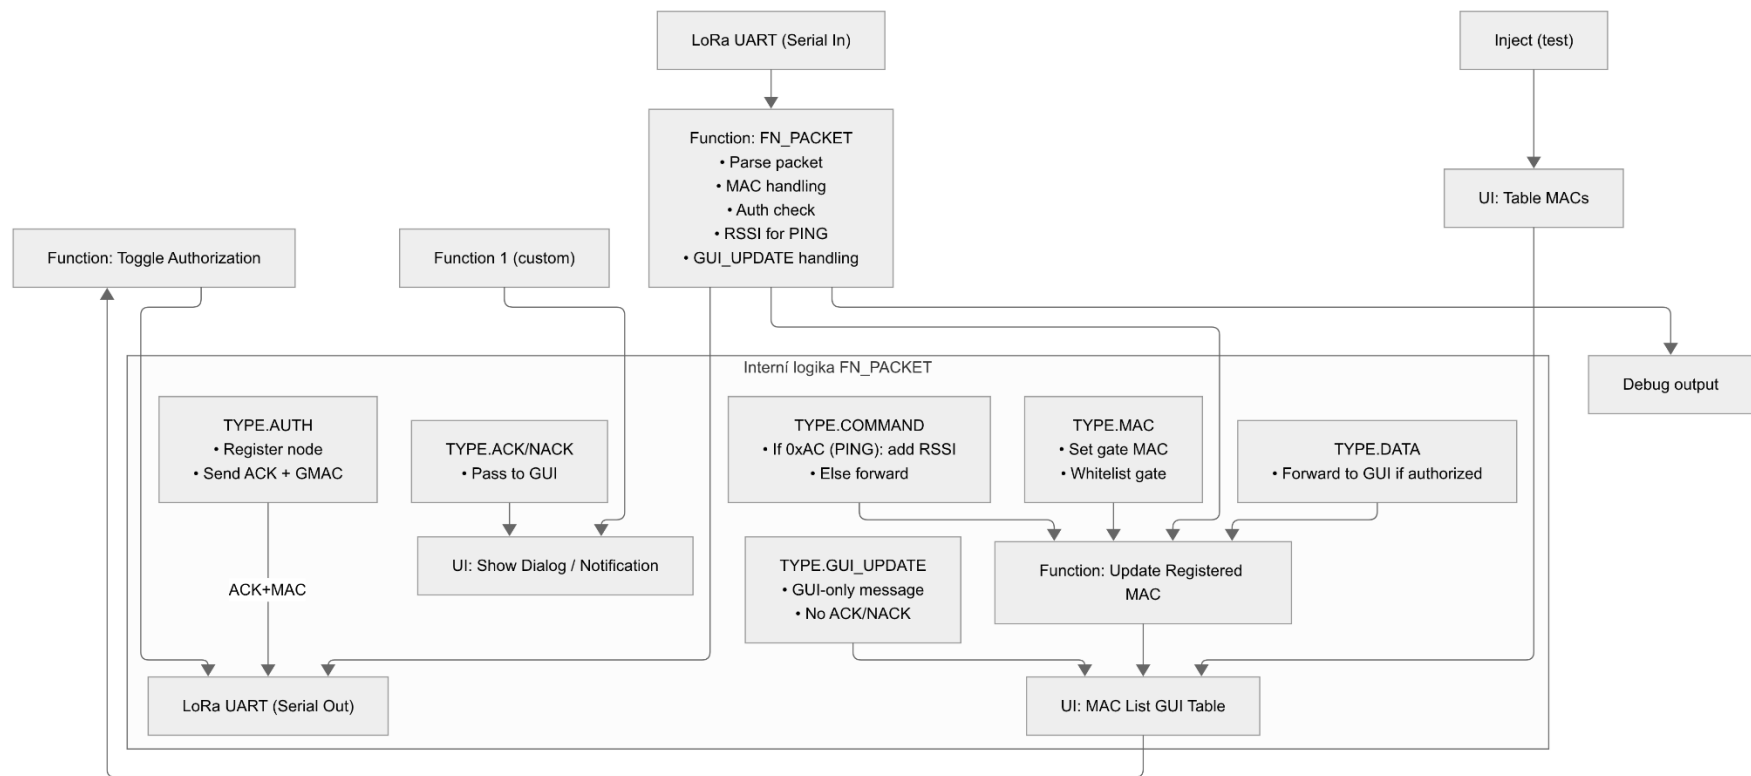 LoRa UART (Serial In)
Inject (test)
Function: FN_PACKET
• Parse packet
• MAC handling
• Auth check
• RSSI for PING
• GUI_UPDATE handling
UI: Table MACs
Function: Toggle Authorization
Function 1 (custom)
Interní logika FN_PACKET
Debug output
TYPE.AUTH
• Register node
• Send ACK + GMAC
TYPE.ACK/NACK
• Pass to GUI
TYPE.COMMAND
• If 0xAC (PING): add RSSI
• Else forward
TYPE.MAC
• Set gate MAC
• Whitelist gate
TYPE.DATA
• Forward to GUI if authorized
UI: Show Dialog / Notification
TYPE.GUI_UPDATE
• GUI-only message
• No ACK/NACK
Function: Update Registered
MAC
ACK+MAC
LoRa UART (Serial Out)
UI: MAC List GUI Table